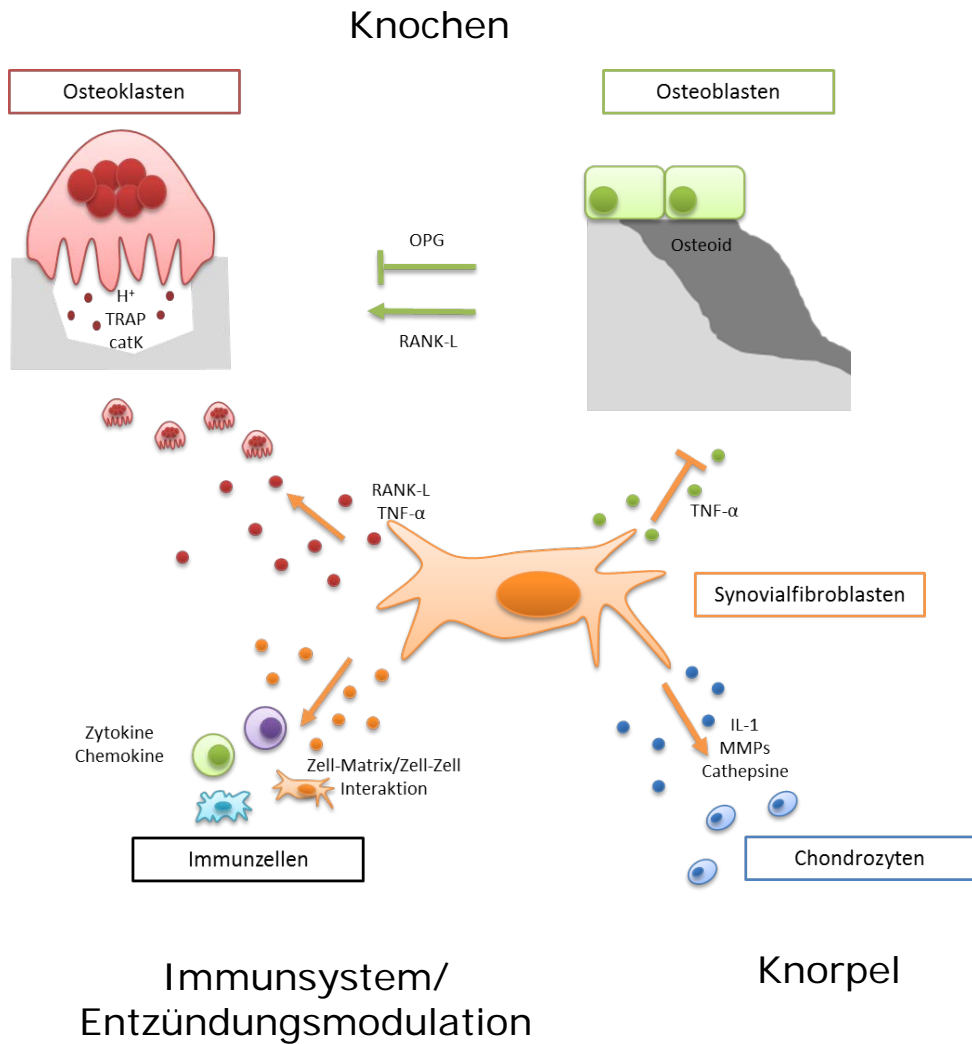 Knochen
Osteoklasten
Osteoblasten
OPG
Osteoid
H⁺
TRAP
catK
RANK-L
RANK-L
TNF-α
TNF-α
Synovialfibroblasten
Zytokine
Chemokine
Zell-Matrix/Zell-Zell
Interaktion
IL-1
MMPs
Cathepsine
Immunzellen
Chondrozyten
Immunsystem/
Entzündungsmodulation
Knorpel